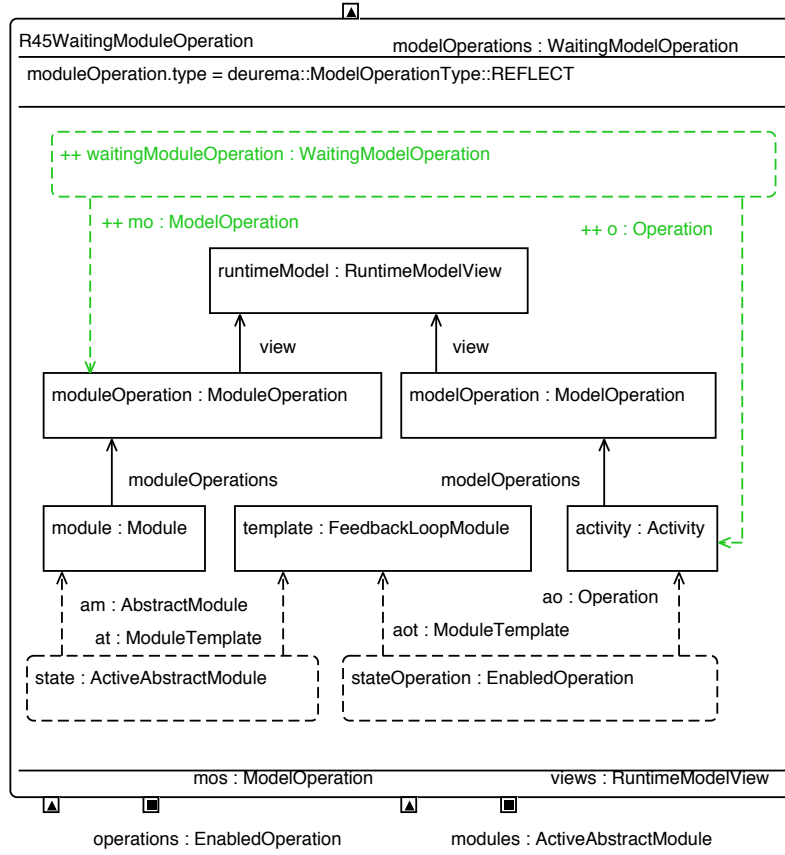 R45WaitingModuleOperation
modelOperations : WaitingModelOperation
moduleOperation.type = deurema::ModelOperationType::REFLECT
++ waitingModuleOperation : WaitingModelOperation
++ mo : ModelOperation
++ o : Operation
runtimeModel : RuntimeModelView
view
view
moduleOperation : ModuleOperation
modelOperation : ModelOperation
moduleOperations
modelOperations
module : Module
template : FeedbackLoopModule
activity : Activity
am : AbstractModule
ao : Operation
at : ModuleTemplate
aot : ModuleTemplate
state : ActiveAbstractModule
stateOperation : EnabledOperation
mos : ModelOperation
views : RuntimeModelView
operations : EnabledOperation
modules : ActiveAbstractModule